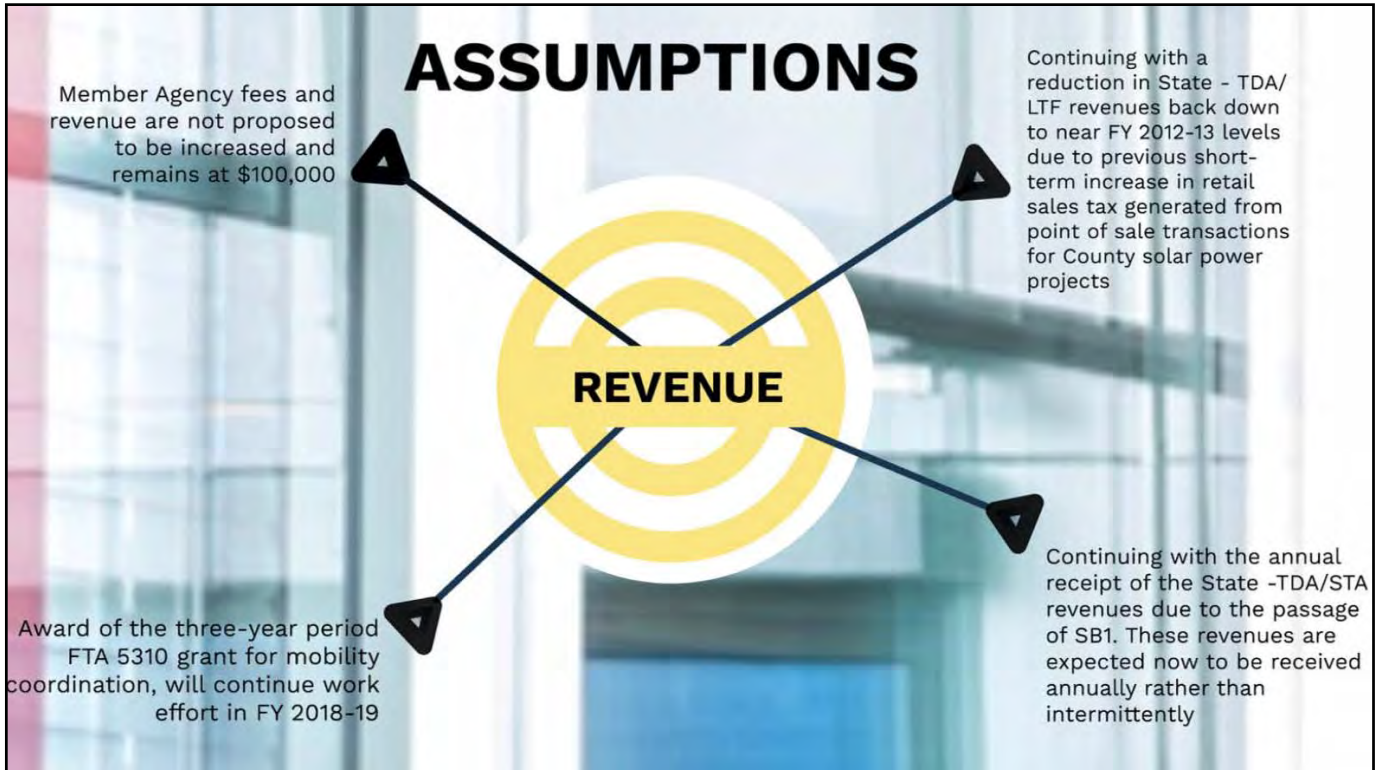 ASSUMPTIONS
Member Agency fees and
revenue are not proposed
to be increased and
remains at $100,000
Continuing with a
reduction in State - TDA/
LTF revenues back down
to near FY 2012-13 levels
due to previous short-
term increase in retail
sales tax generated from
point of sale transactions
for County solar power
projects
REVENUE
Award of the three-year period
FTA 5310 grant for mobility
coordination, will continue work
effort in FY 2018-19
Continuing with the annual
receipt of the State -TDA/STA
revenues due to the passage
of SB1. These revenues are
expected now to be received
annually rather than
intermittently